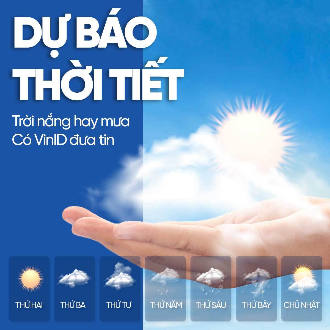 DỰ BÁO
THỜI TIẾT
Trời nắng hay mưa
Có VinID đưa tin
THỨ HAI
THỨ BA
THỨ TƯ
THỨ NĂM
THỨ SÁU
THỨ BẢY
CHỦ NHẬT